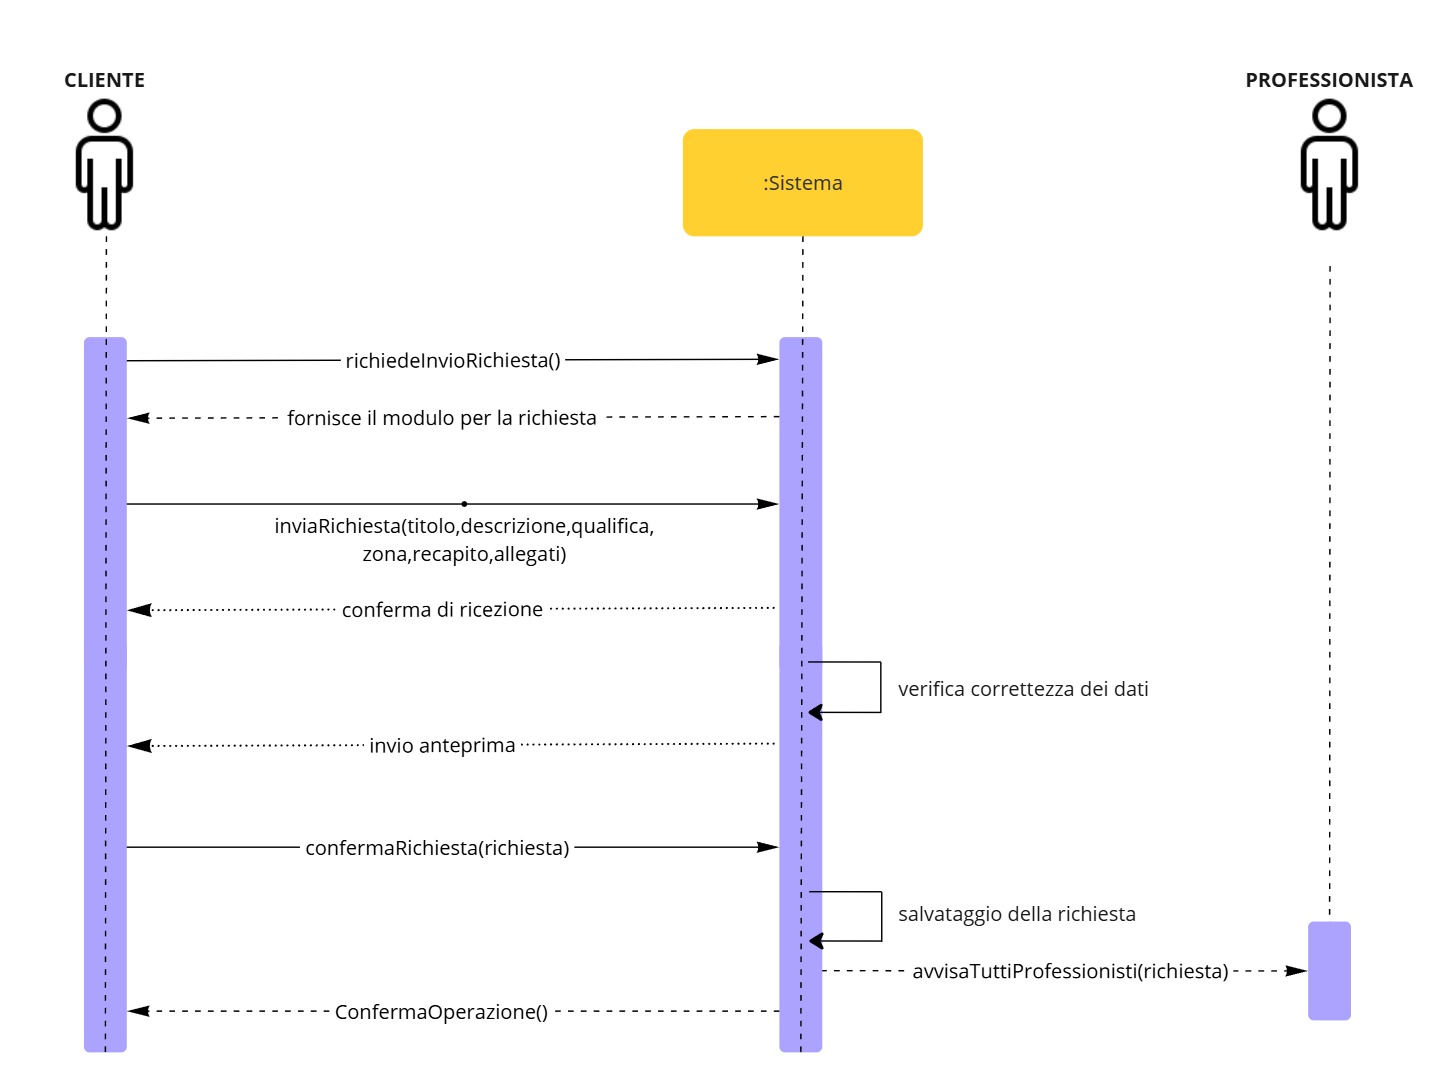 CLIENTE
PROFESSIONISTA
:Sistema
richiedeInvioRichiesta()
fornisce il modulo per la richiesta
inviaRichiesta(titolo,descrizione,qualifica,
zona,recapito,allegati)
conferma di ricezione
verifica correttezza dei dati
invio anteprima
confermaRichiesta(richiesta)
salvataggio della richiesta
avvisaTuttiProfessionisti(richiesta)
ConfermaOperazione()